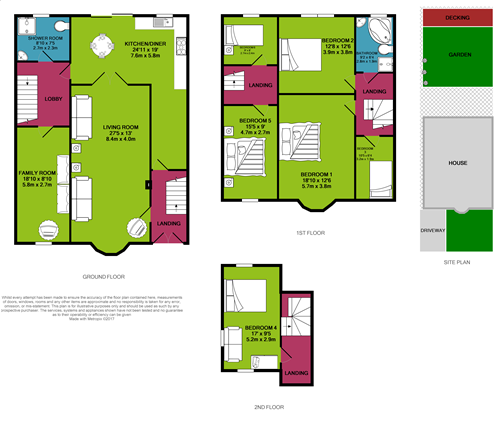 SHOWER ROOM
8'10 x 7'5
2.7m x 2.3m
KITCHEN/DINER
24'11 x 19'
7.6m x 5.8m
LOBBY
LIVING ROOM
27'5 x 13'
8.4m x 4.0m
FAMILY ROOM
18'10 x 8'10
5.8m x 2.7m
LANDING
GROUND FLOOR
Whilst every attempt has been made to ensure the accuracy of the floor plan contained here, measurements
of doors, windows, rooms and any other items are approximate and no responsibility is taken for any error,
omission, or mis-statement. This plan is for illustrative purposes only and should be used as such by any
prospective purchaser. The services, systems and appliances shown have not been tested and no guarantee
as to their operability or efficiency can be given
Made with Metropix ©2017
BEDROOM 2
12'8 x 12'6
3.9m x 3.8m
BATHROOM
LANDING
LANDING
BEDROOM 5
15'5 x 9'
4.7m x 2.7m
BEDROOM 1
18'10 x 12'6
5.7m x 3.8m
BEDROOM
1ST FLOOR
BEDROOM 4
17' x 9'5
5.2m x 2.9m
LANDING
2ND FLOOR
DECKING
GARDEN
HOUSE
DRIVEWAY
SITE PLAN